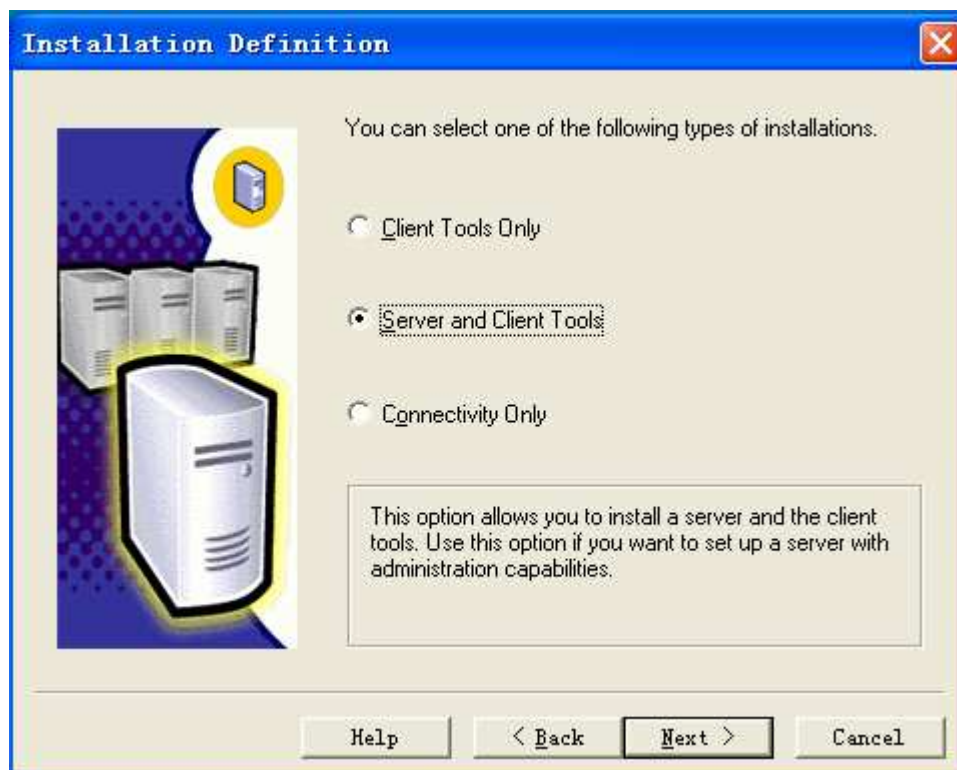 Installation Definition
You can select one of the following types of installations.
Client Tools Only
Server and Client Tools
Connectivity Only
This option allows you to install a server and the client
tools. Use this option if you want to set up a server with
administration capabilities.
Help
< Back
Next >
Cancel